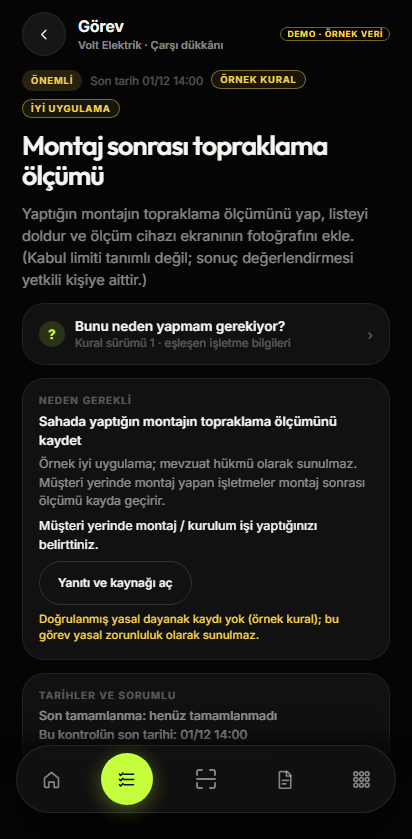 Görev
Volt Elektrik · Çarşı dükkânı
DEMO · ÖRNEK VERİ
ÖNEMLİ
Son tarih 01/12 14:00
ÖRNEK KURAL
İYİ UYGULAMA
Montaj sonrası topraklama
ölçümü
Yaptığın montajın topraklama ölçümünü yap, listeyi
doldur ve ölçüm cihazı ekranının fotoğrafını ekle.
(Kabul limiti tanımlı değil; sonuç değerlendirmesi
yetkili kişiye aittir.)
?
Bunu neden yapmam gerekiyor?
Kural sürümü 1 · eşleşen işletme bilgileri
NEDEN GEREKLİ
Sahada yaptığın montajın topraklama ölçümünü
kaydet
Örnek iyi uygulama; mevzuat hükmü olarak sunulmaz.
Müşteri yerinde montaj yapan işletmeler montaj sonrası
ölçümü kayda geçirir.
Müşteri yerinde montaj / kurulum işi yaptığınızı
belirttiniz.
Yanıtı ve kaynağı aç
Doğrulanmış yasal dayanak kaydı yok (örnek kural); bu
görev yasal zorunluluk olarak sunulmaz.
TARİHLER VE SORUMLU
Son tamamlanma: henüz tamamlanmadı
Bu kontrolün son tarihi: 01/12 14:00